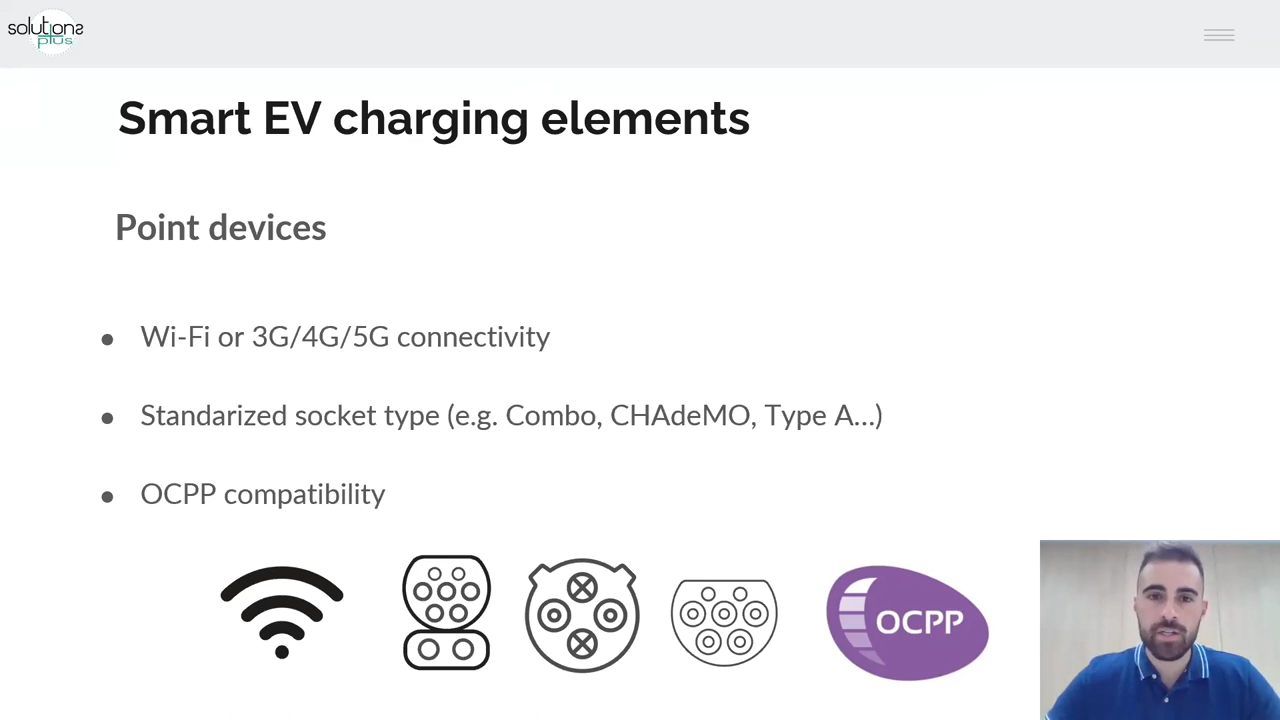 solutions
plus
Smart EV charging elements
Point devices
Wi-Fi or 3G/4G/5G connectivity
Standarized socket type (e.g. Combo, CHAdeMO, Type A...)
OCPP compatibility
OCPP